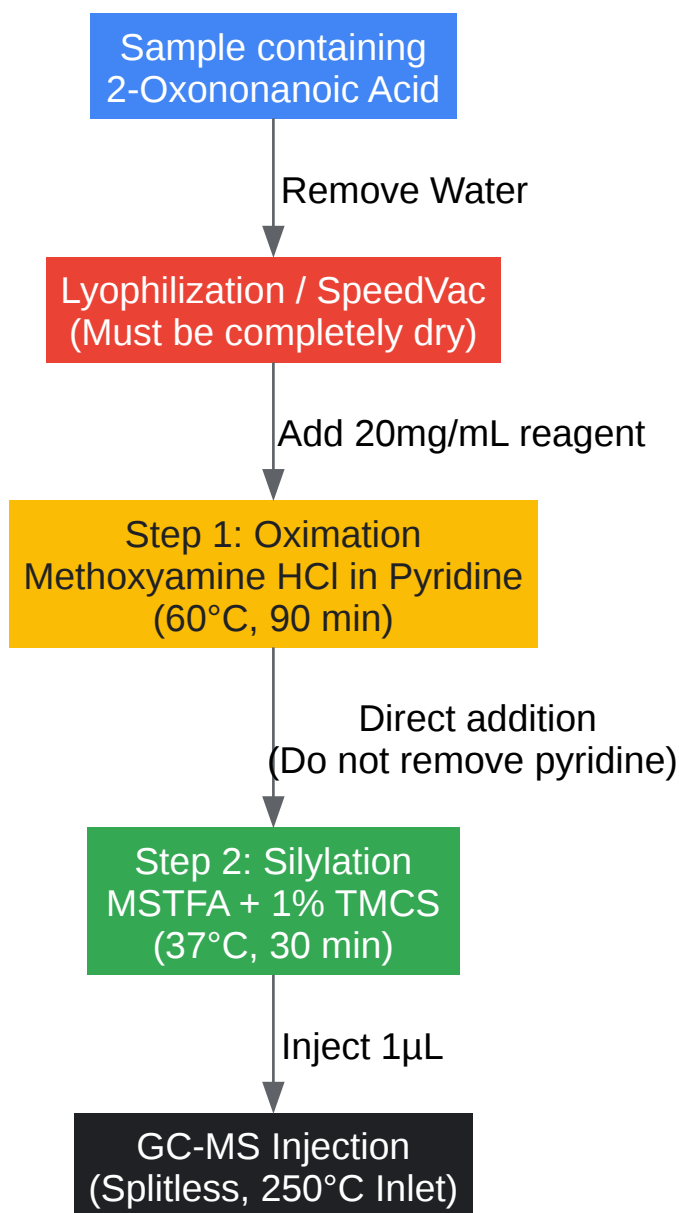 Sample containing
2-Oxononanoic Acid
Remove Water
Lyophilization / SpeedVac
(Must be completely dry)
Add 20mg/mL reagent
Step 1: Oximation
Methoxyamine HCl in Pyridine
(60°C, 90 min)
Direct addition
(Do not remove pyridine)
Step 2: Silylation
MSTFA + 1% TMCS
(37°C, 30 min)
Inject 1µL
GC-MS Injection
(Splitless, 250°C Inlet)